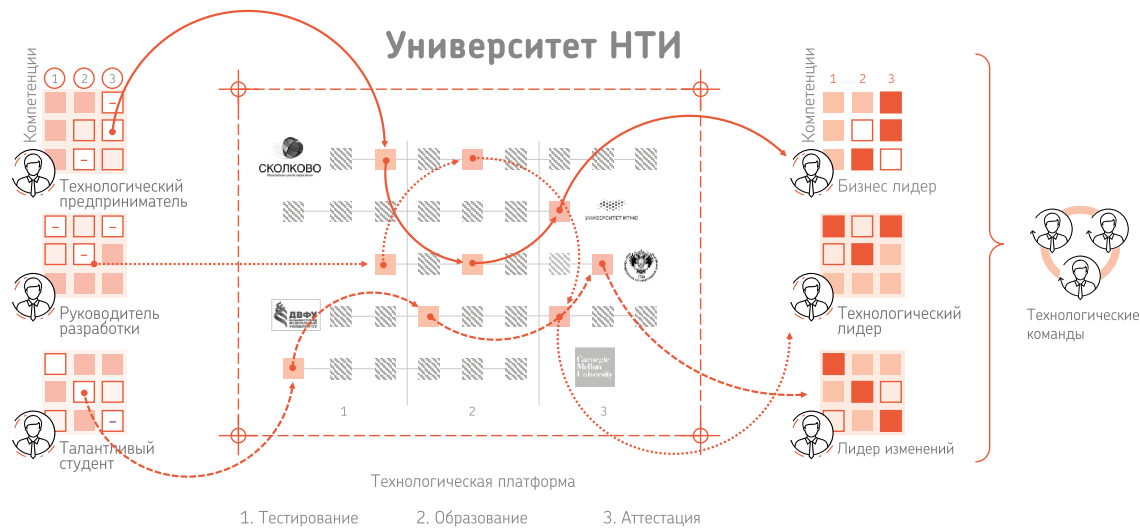 Университет НТИ
Компетенции
1 2 3
Технологический
предприниматель
Руководитель
разработки
Талантливый
студент
СКОЛКОВО
УНИВЕРСИТЕТ ИТМО
ДВФУ
Carnegie
Mellon
University
1 2 3
Технологическая платформа
1. Тестирование 2. Образование 3. Аттестация
Компетенции
1 2 3
Бизнес лидер
Технологический
лидер
Лидер изменений
Технологические
команды